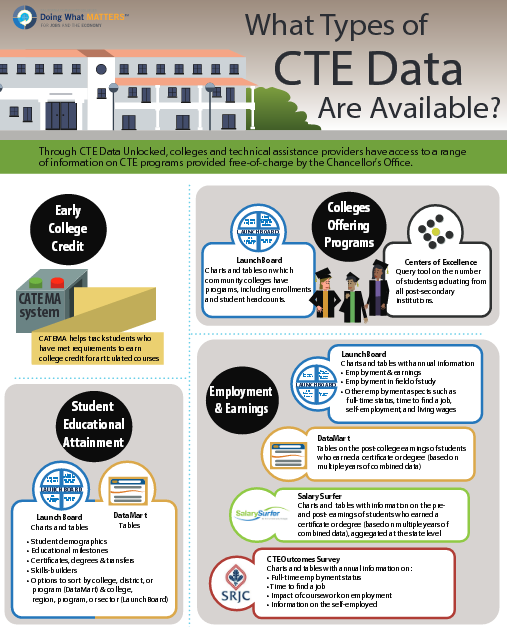 Doing What MATTERS™
FOR JOBS AND THE ECONOMY
What Types of
CTE Data
Are Available?
Through CTE Data Unlocked, colleges and technical assistance providers have access to a range
of information on CTE programs provided free-of-charge by the Chancellor's Office.
Early
College
Credit
CATEMA
system
CATEMA helps track students who
have met requirements to earn
college credit for articulated courses
Colleges
Offering
Programs
LAUNCHBOARD
LaunchBoard
Charts and tables on which
community colleges have
programs, including enrollments
and student headcounts.
Centers of Excellence
Query tool on the number
of students graduating from
all post-secondary
institutions.
Student
Educational
Attainment
LAUNCHBOARD
LaunchBoard
Charts and tables
DataMart
Tables
• Student demographics
• Educational milestones
• Certificates, degrees & transfers
• Skills-builders
• Options to sort by college, district, or
program (DataMart) & college,
region, program, or sector (LaunchBoard)
Employment
& Earnings
LAUNCHBOARD
LaunchBoard
Charts and tables with annual information
• Employment & earnings
• Employment in field of study
• Other employment aspects such as
full-time status, time to find a job,
self-employment, and living wages
DataMart
Tables on the post-college earnings of students
who earned a certificate or degree (based on
multiple years of combined data)
SalarySurfer
Salary Surfer
Charts and tables with information on the pre-
and post-earnings of students who earned a
certificate or degree (based on multiple years of
combined data), aggregated at the state level
SRJC
CTE Outcomes Survey
Charts and tables with annual information on:
• Full-time employment status
• Time to find a job
• Impact of coursework on employment
• Information on the self-employed